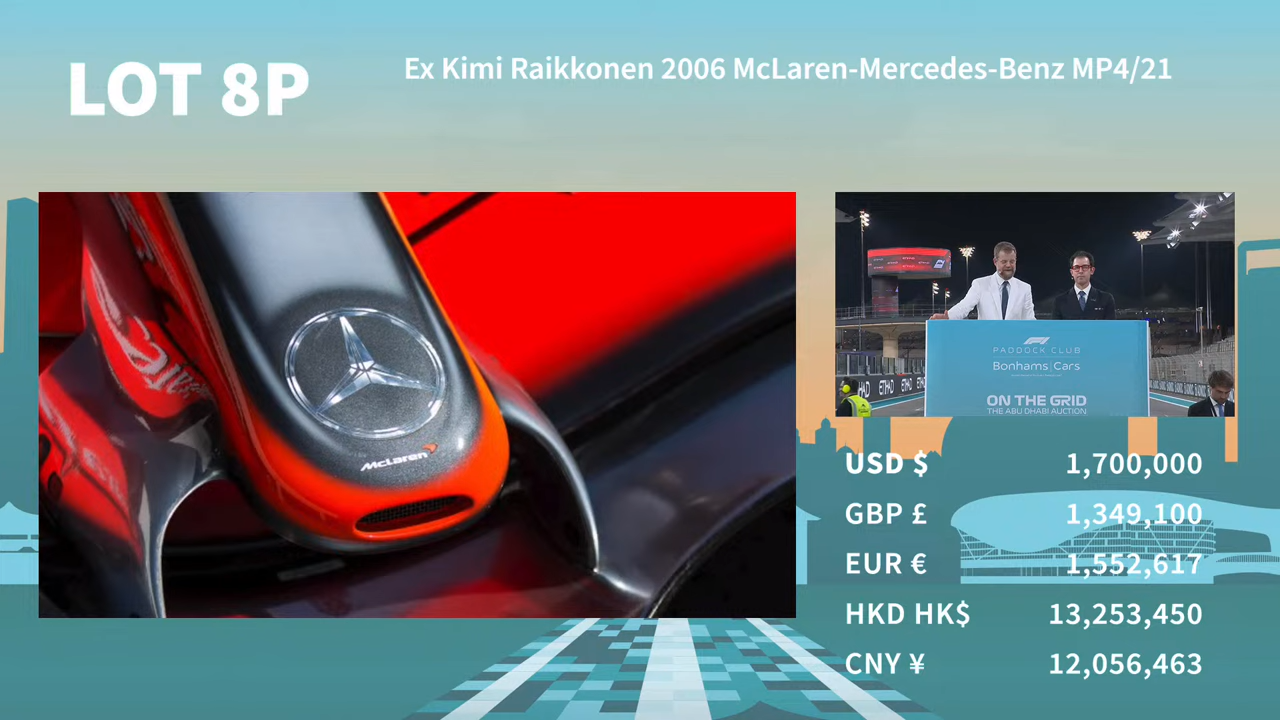 LOT 8P
Ex Kimi Raikkonen 2006 McLaren-Mercedes-Benz MP4/21
McLaren
PADDOCK CLUB
Bonhams|Cars
ON THE GRID
THE ABU DHABI AUCTION
ETIHAD
USD $ 1,700,000
GBP £ 1,349,100
EUR € 1,552,617
HKD HK$ 13,253,450
CNY ¥ 12,056,463